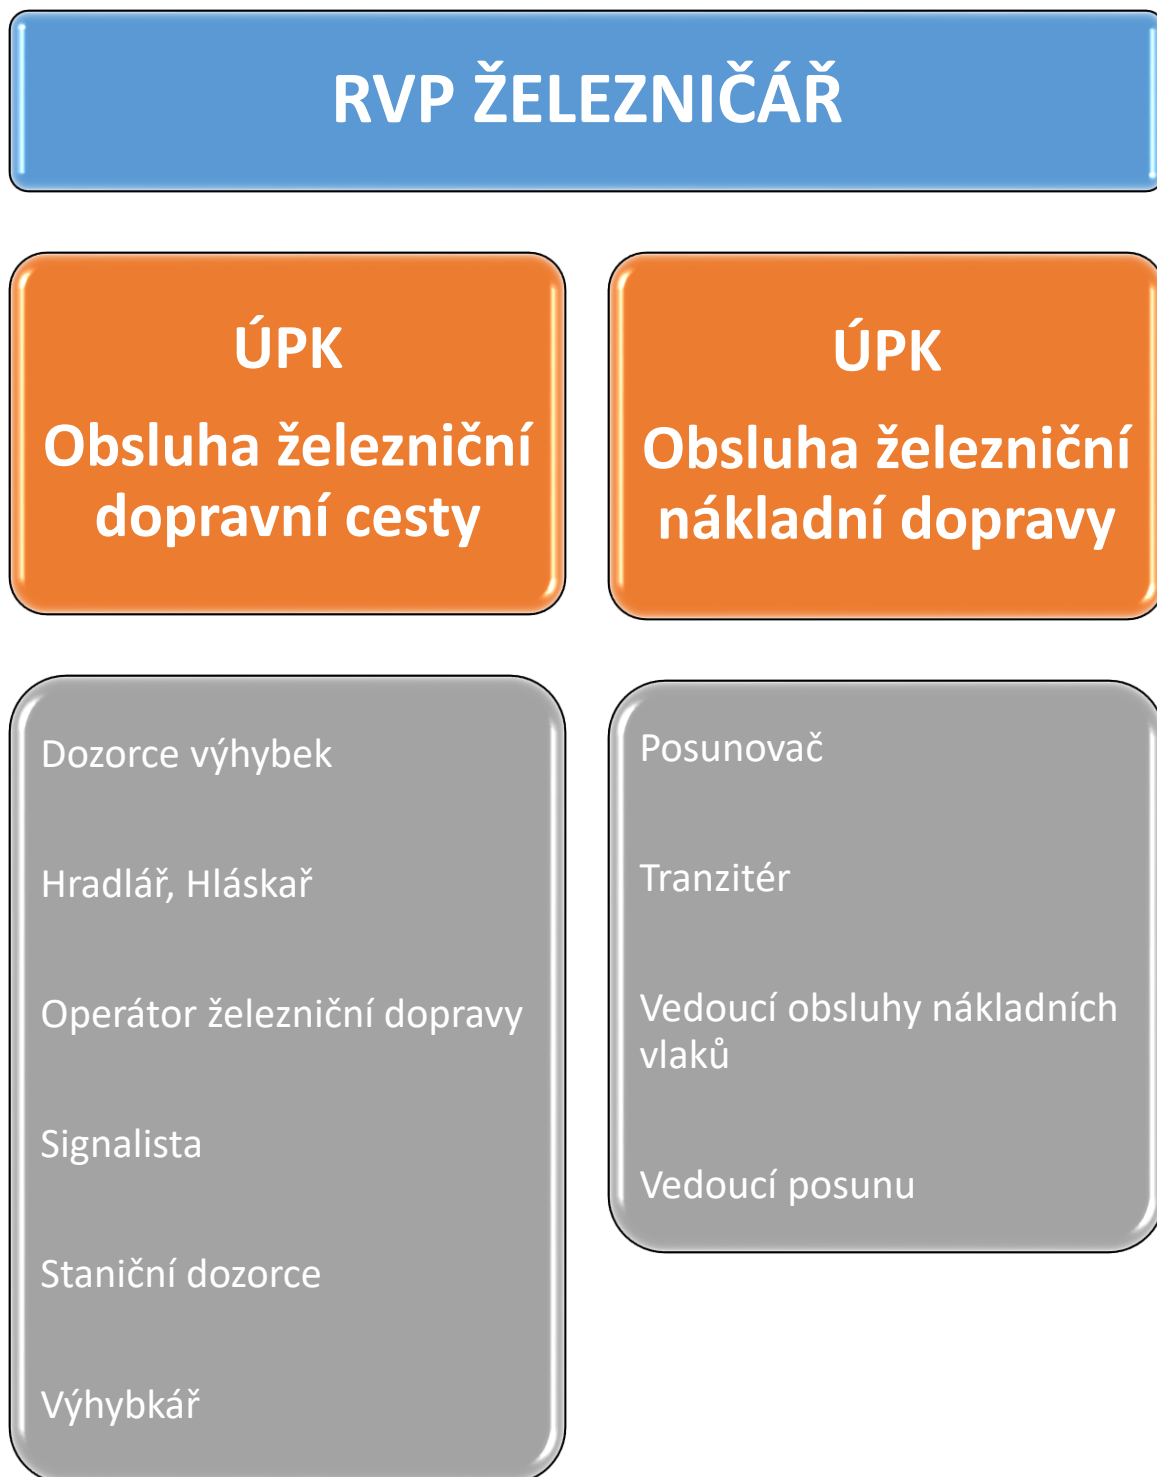 RVP ŽELEZNIČÁŘ
ÚPK
Obsluha železniční
dopravní cesty
ÚPK
Obsluha železniční
nákladní dopravy
Dozorce výhybek
Hradlář, Hláskař
Operátor železniční dopravy
Signalista
Staniční dozorce
Výhybkář
Posunovač
Tranzitér
Vedoucí obsluhy nákladních
vlaků
Vedoucí posunu